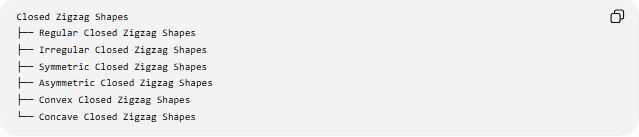 Closed Zigzag Shapes
├── Regular Closed Zigzag Shapes
├── Irregular Closed Zigzag Shapes
├── Symmetric Closed Zigzag Shapes
├── Asymmetric Closed Zigzag Shapes
├── Convex Closed Zigzag Shapes
└── Concave Closed Zigzag Shapes